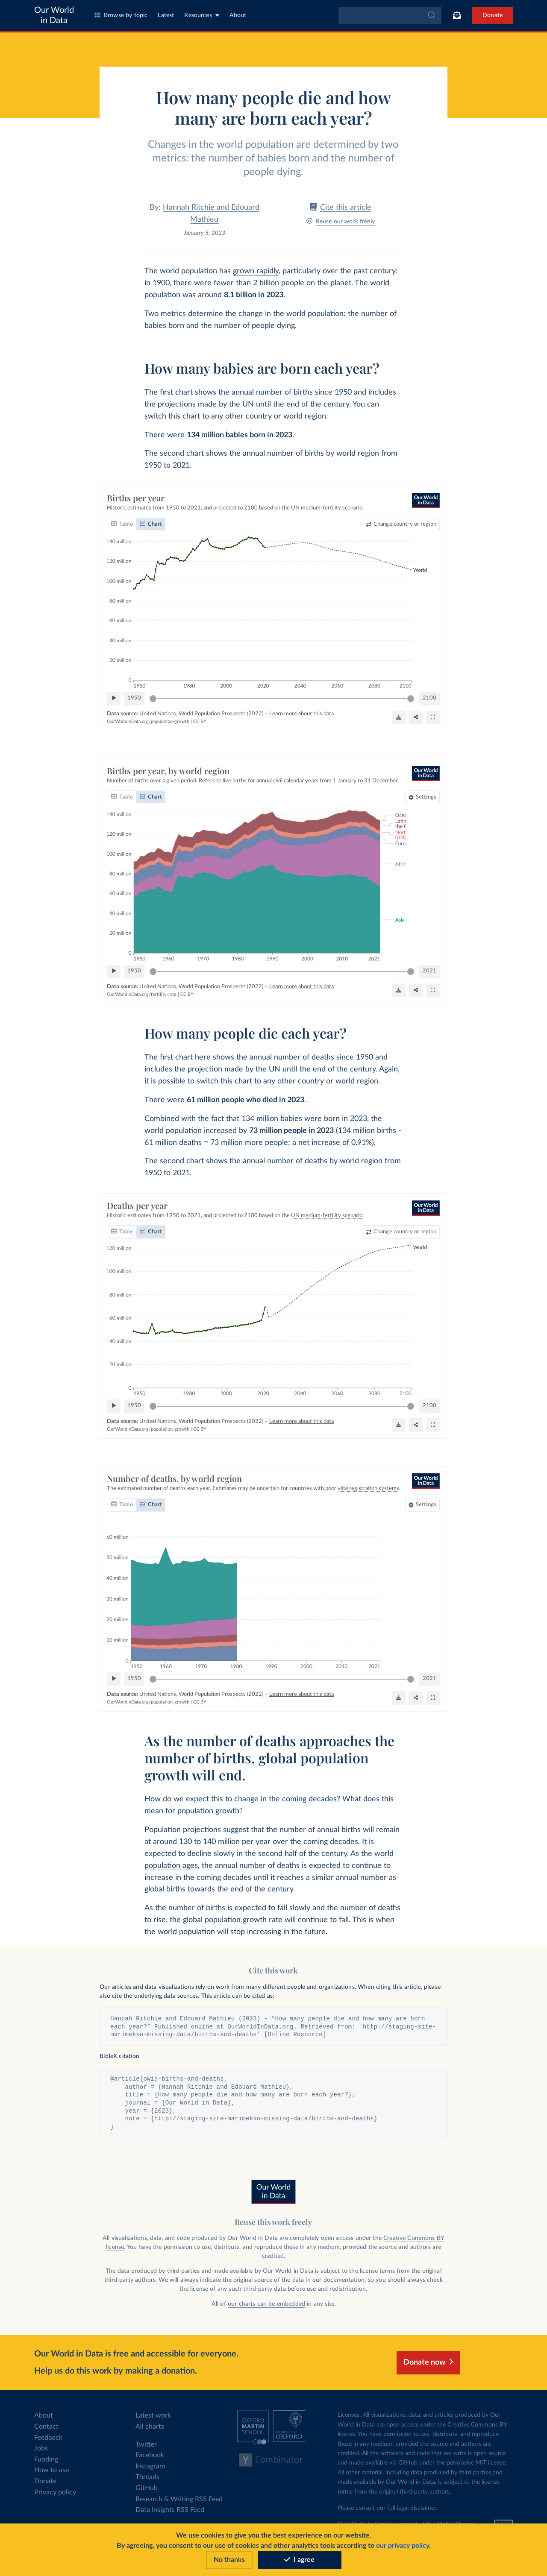 Our World
in Data
Browse by topic
Latest
Resources
About
Donate
How many people die and how
many are born each year?
Changes in the world population are determined by two
metrics: the number of babies born and the number of
people dying.
By: Hannah Ritchie and Edouard
Mathieu
January 5, 2023
Cite this article
Reuse our work freely
The world population has grown rapidly, particularly over the past century:
in 1900, there were fewer than 2 billion people on the planet. The world
population was around 8.1 billion in 2023.
Two metrics determine the change in the world population: the number of
babies born and the number of people dying.
How many babies are born each year?
The first chart shows the annual number of births since 1950 and includes
the projections made by the UN until the end of the century. You can
switch this chart to any other country or world region.
There were 134 million babies born in 2023.
The second chart shows the annual number of births by world region from
1950 to 2021.
Births per year
Historic estimates from 1950 to 2021, and projected to 2100 based on the UN medium-fertility scenario.
Our World
in Data
Table
Chart
Change country or region
140 million
120 million
100 million
80 million
60 million
40 million
20 million
0
World
1950 1980 2000 2020 2040 2060 2080 2100
1950
2100
Data source: United Nations, World Population Prospects (2022) – Learn more about this data
OurWorldInData.org/population-growth | CC BY
Births per year, by world region
Number of births over a given period. Refers to live births for annual civil calendar years from 1 January to 31 December.
Our World
in Data
Table
Chart
Settings
140 million
120 million
100 million
80 million
60 million
40 million
20 million
0
Ocea
Latin
the C
North
(UN)
Europ
Afric
Asia
1950 1960 1970 1980 1990 2000 2010 2021
1950
2021
Data source: United Nations, World Population Prospects (2022) – Learn more about this data
OurWorldInData.org/fertility-rate | CC BY
How many people die each year?
The first chart here shows the annual number of deaths since 1950 and
includes the projection made by the UN until the end of the century. Again,
it is possible to switch this chart to any other country or world region.
There were 61 million people who died in 2023.
Combined with the fact that 134 million babies were born in 2023, the
world population increased by 73 million people in 2023 (134 million births -
61 million deaths = 73 million more people; a net increase of 0.91%).
The second chart shows the annual number of deaths by world region from
1950 to 2021.
Deaths per year
Historic estimates from 1950 to 2021, and projected to 2100 based on the UN medium-fertility scenario.
Our World
in Data
Table
Chart
Change country or region
120 million
100 million
80 million
60 million
40 million
20 million
0
World
1950 1980 2000 2020 2040 2060 2080 2100
1950
2100
Data source: United Nations, World Population Prospects (2022) – Learn more about this data
OurWorldInData.org/population-growth | CC BY
Number of deaths, by world region
The estimated number of deaths each year. Estimates may be uncertain for countries with poor vital registration systems.
Our World
in Data
Table
Chart
Settings
60 million
50 million
40 million
30 million
20 million
10 million
0
1950 1960 1970 1980 1990 2000 2010 2021
1950
2021
Data source: United Nations, World Population Prospects (2022) – Learn more about this data
OurWorldInData.org/population-growth | CC BY
As the number of deaths approaches the
number of births, global population
growth will end.
How do we expect this to change in the coming decades? What does this
mean for population growth?
Population projections suggest that the number of annual births will remain
at around 130 to 140 million per year over the coming decades. It is
expected to decline slowly in the second half of the century. As the world
population ages, the annual number of deaths is expected to continue to
increase in the coming decades until it reaches a similar annual number as
global births towards the end of the century.
As the number of births is expected to fall slowly and the number of deaths
to rise, the global population growth rate will continue to fall. This is when
the world population will stop increasing in the future.
Cite this work
Our articles and data visualizations rely on work from many different people and organizations. When citing this article, please
also cite the underlying data sources. This article can be cited as:
Hannah Ritchie and Edouard Mathieu (2023) - "How many people die and how many are born
each year?" Published online at OurWorldInData.org. Retrieved from: 'http://staging-site-
marimekko-missing-data/births-and-deaths' [Online Resource]
BibTeX citation
@article{owid-births-and-deaths,
author = {Hannah Ritchie and Edouard Mathieu},
title = {How many people die and how many are born each year?},
journal = {Our World in Data},
year = {2023},
note = {http://staging-site-marimekko-missing-data/births-and-deaths}
}
Our World
in Data
Reuse this work freely
All visualizations, data, and code produced by Our World in Data are completely open access under the Creative Commons BY
license. You have the permission to use, distribute, and reproduce these in any medium, provided the source and authors are
credited.
The data produced by third parties and made available by Our World in Data is subject to the license terms from the original
third-party authors. We will always indicate the original source of the data in our documentation, so you should always check
the license of any such third-party data before use and redistribution.
All of our charts can be embedded in any site.
Our World in Data is free and accessible for everyone.
Help us do this work by making a donation.
Donate now
About
Contact
Feedback
Jobs
Funding
How to use
Donate
Privacy policy
Latest work
All charts
Twitter
Facebook
Instagram
Threads
GitHub
Research & Writing RSS Feed
Data Insights RSS Feed
OXFORD
MARTIN
SCHOOL
UNIVERSITY OF
OXFORD
Y Combinator
Licenses: All visualizations, data, and articles produced by Our
World in Data are open access under the Creative Commons BY
license. You have permission to use, distribute, and reproduce
these in any medium, provided the source and authors are
credited. All the software and code that we write is open source
and made available via GitHub under the permissive MIT license.
All other material, including data produced by third parties and
made available by Our World in Data, is subject to the license
terms from the original third-party authors.
Please consult our full legal disclaimer.
We use cookies to give you the best experience on our website.
By agreeing, you consent to our use of cookies and other analytics tools according to our privacy policy.
No thanks
I agree